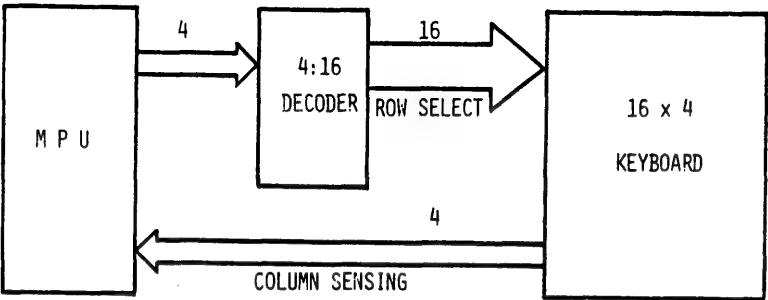 4
16
4:16
DECODER
ROW SELECT
M P U
16 x 4
KEYBOARD
4
COLUMN SENSING